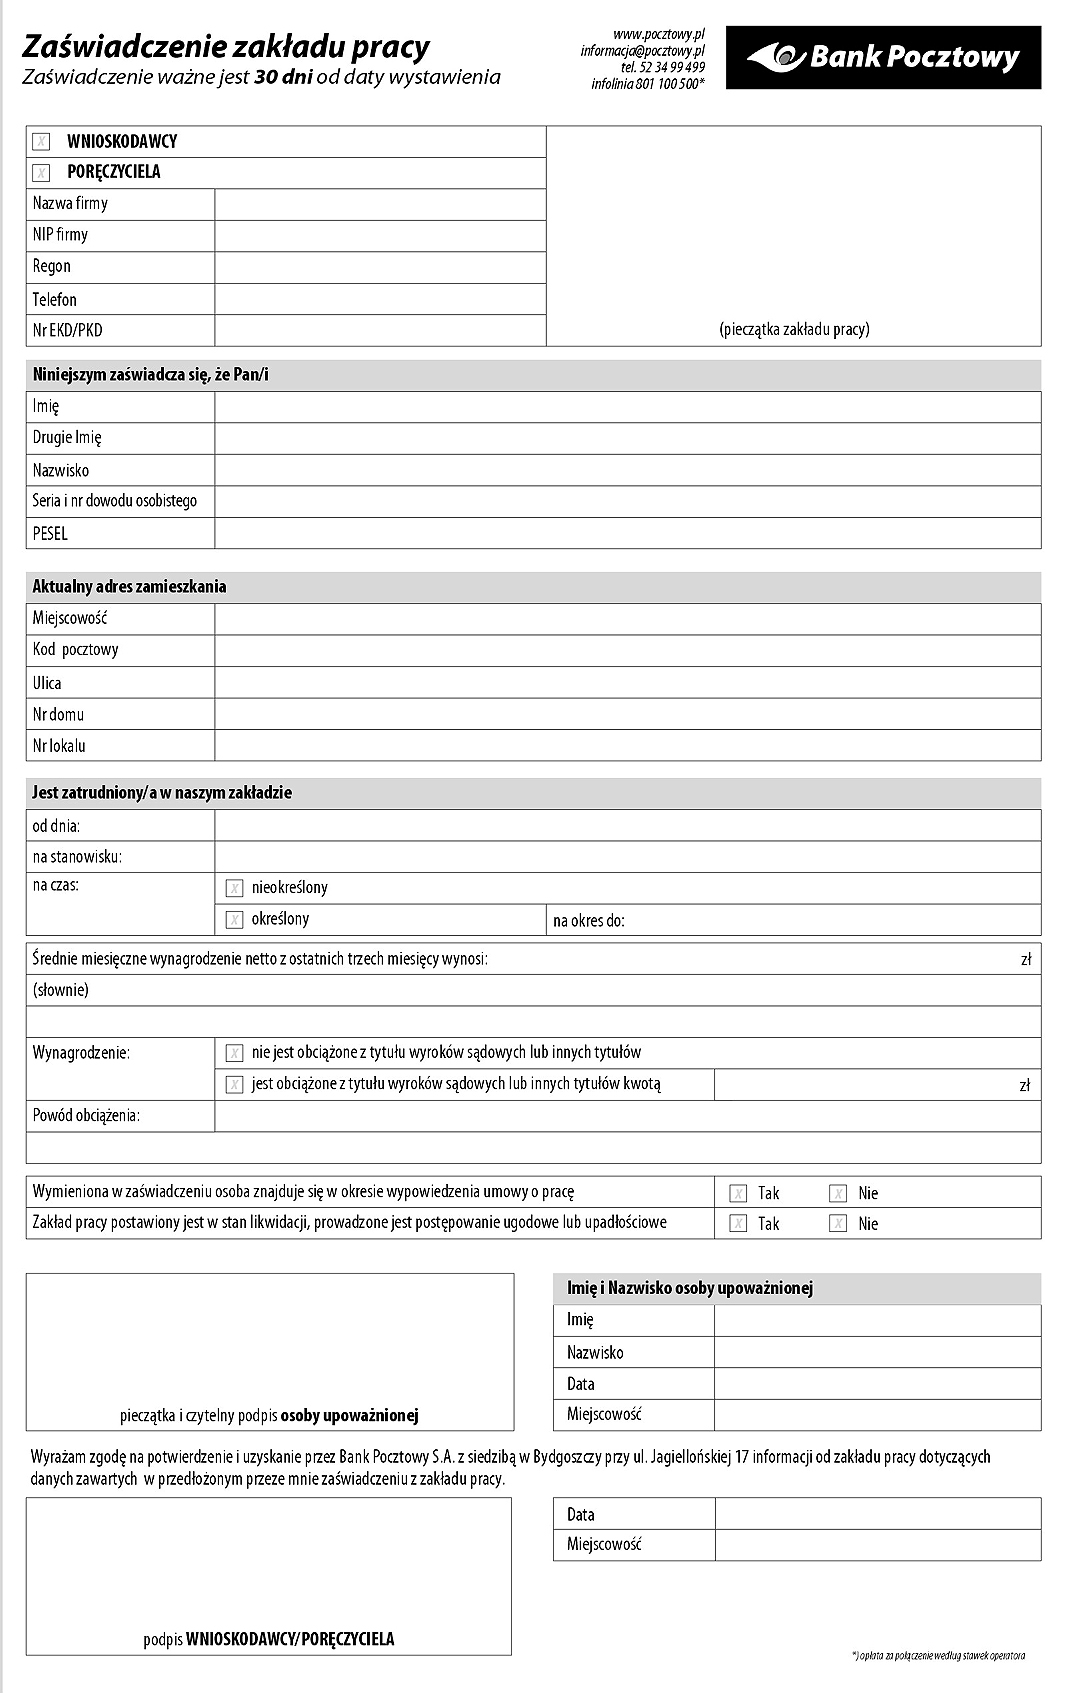 Zaświadczenie zakładu pracy
Zaświadczenie ważne jest 30 dni od daty wystawienia
www.pocztowy.pl
informacja@pocztowy.pl
tel. 52 34 99 499
infolinia 801 100 500*
Bank Pocztowy
X WNIOSKODAWCY
X PORĘCZYCIELA
Nazwa firmy
NIP firmy
Regon
Telefon
Nr EKD/PKD
(pieczątka zakładu pracy)
Niniejszym zaświadcza się, że Pan/i
Imię
Drugie Imię
Nazwisko
Seria i nr dowodu osobistego
PESEL
Aktualny adres zamieszkania
Miejscowość
Kod pocztowy
Ulica
Nr domu
Nr lokalu
Jest zatrudniony/a w naszym zakładzie
od dnia:
na stanowisku:
na czas:
X nieokreślony
X określony
na okres do:
Średnie miesięczne wynagrodzenie netto z ostatnich trzech miesięcy wynosi: zł
(słownie)
Wynagrodzenie:
X nie jest obciążone z tytułu wyroków sądowych lub innych tytułów
X jest obciążone z tytułu wyroków sądowych lub innych tytułów kwotą zł
Powód obciążenia:
Wymieniona w zaświadczeniu osoba znajduje się w okresie wypowiedzenia umowy o pracę X Tak X Nie
Zakład pracy postawiony jest w stan likwidacji, prowadzone jest postępowanie ugodowe lub upadłościowe X Tak X Nie
pieczątka i czytelny podpis osoby upoważnionej
Imię i Nazwisko osoby upoważnionej
Imię
Nazwisko
Data
Miejscowość
Wyrażam zgodę na potwierdzenie i uzyskanie przez Bank Pocztowy S.A. z siedzibą w Bydgoszczy przy ul. Jagiellońskiej 17 informacji od zakładu pracy dotyczących
danych zawartych w przedłożonym przeze mnie zaświadczeniu z zakładu pracy.
podpis WNIOSKODAWCY/PORĘCZYCIELA
Data
Miejscowość
*) opłata za połączenie według stawek operatora